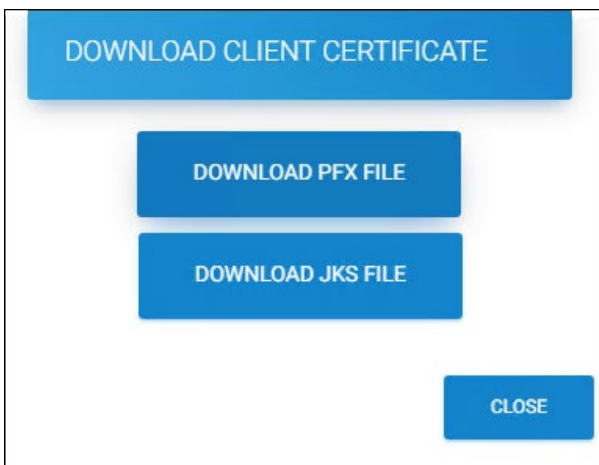 DOWNLOAD CLIENT CERTIFICATE
DOWNLOAD PFX FILE
DOWNLOAD JKS FILE
CLOSE